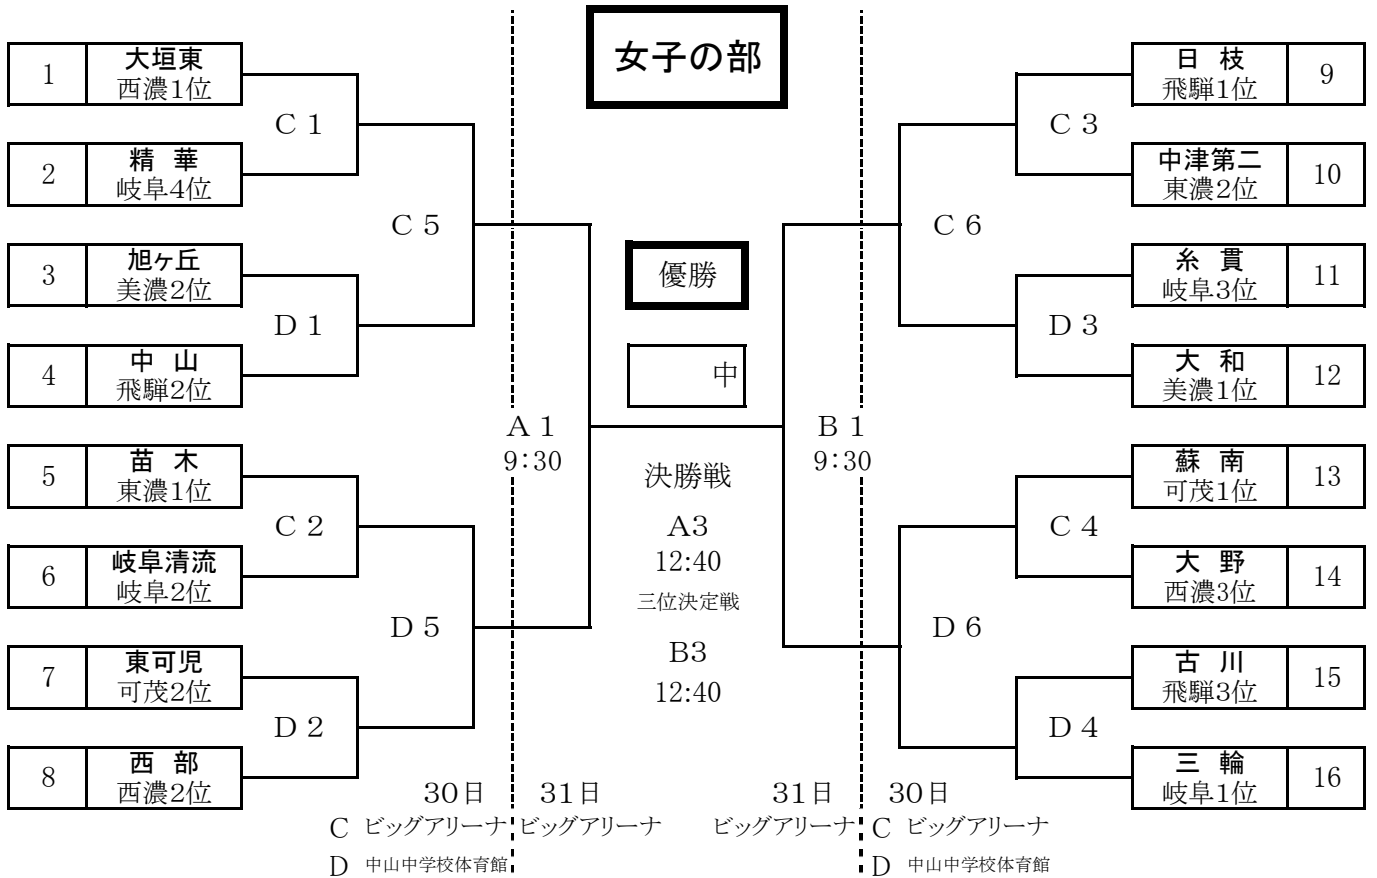 女子の部
1
大垣東
西濃1位
2
精 華
岐阜4位
3
旭ヶ丘
美濃2位
4
中 山
飛騨2位
5
苗 木
東濃1位
6
岐阜清流
岐阜2位
7
東可児
可茂2位
8
西 部
西濃2位
C 1
D 1
C 2
D 2
C 5
D 5
A 1
9:30
優勝
中
決勝戦
A3
12:40
三位決定戦
B3
12:40
B 1
9:30
C 6
D 6
C 3
D 3
C 4
D 4
日 枝
飛騨1位
9
中津第二
東濃2位
10
糸 貫
岐阜3位
11
大 和
美濃1位
12
蘇 南
可茂1位
13
大 野
西濃3位
14
古 川
飛騨3位
15
三 輪
岐阜1位
16
30日 31日 31日 30日
C ビッグアリーナ ビッグアリーナ ビッグアリーナ C ビッグアリーナ
D 中山中学校体育館 D 中山中学校体育館